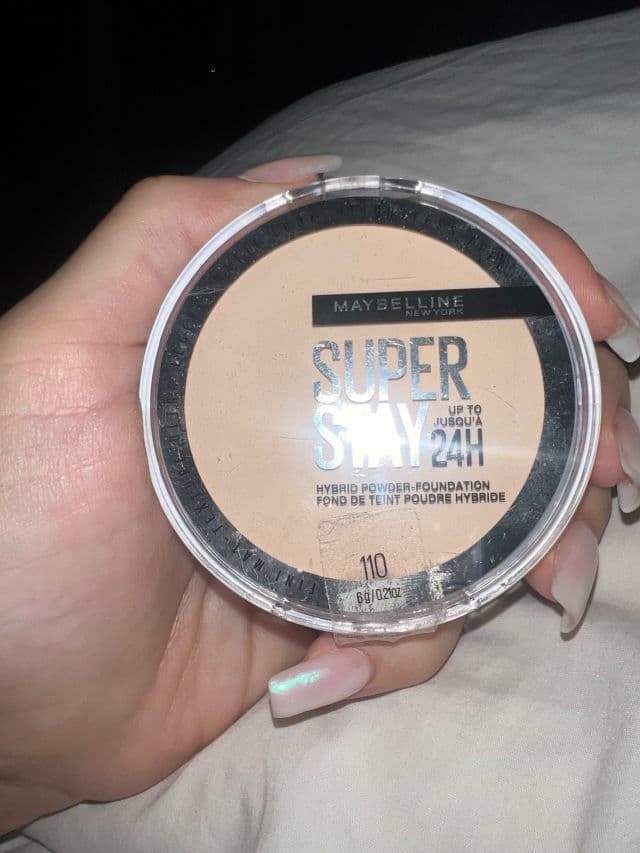 MAYBELLINE
NEW YORK
SUPER
STAY
UP TO
JUSQU'À
24H
HYBRID POWDER-FOUNDATION
FOND DE TEINT POUDRE HYBRIDE
110
6g/0.21oz